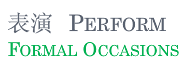 表演 PERFORM
FORMAL OCCASIONS